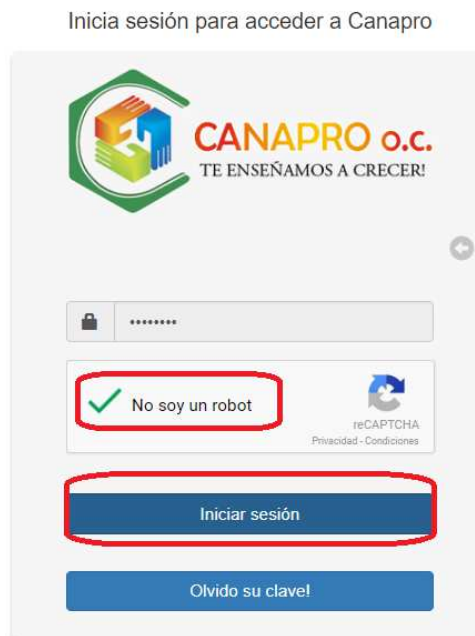 Inicia sesión para acceder a Canapro
CANAPRO o.c.
TE ENSEÑAMOS A CRECER!
••••••••
No soy un robot
reCAPTCHA
Privacidad - Condiciones
Iniciar sesión
Olvido su clave!